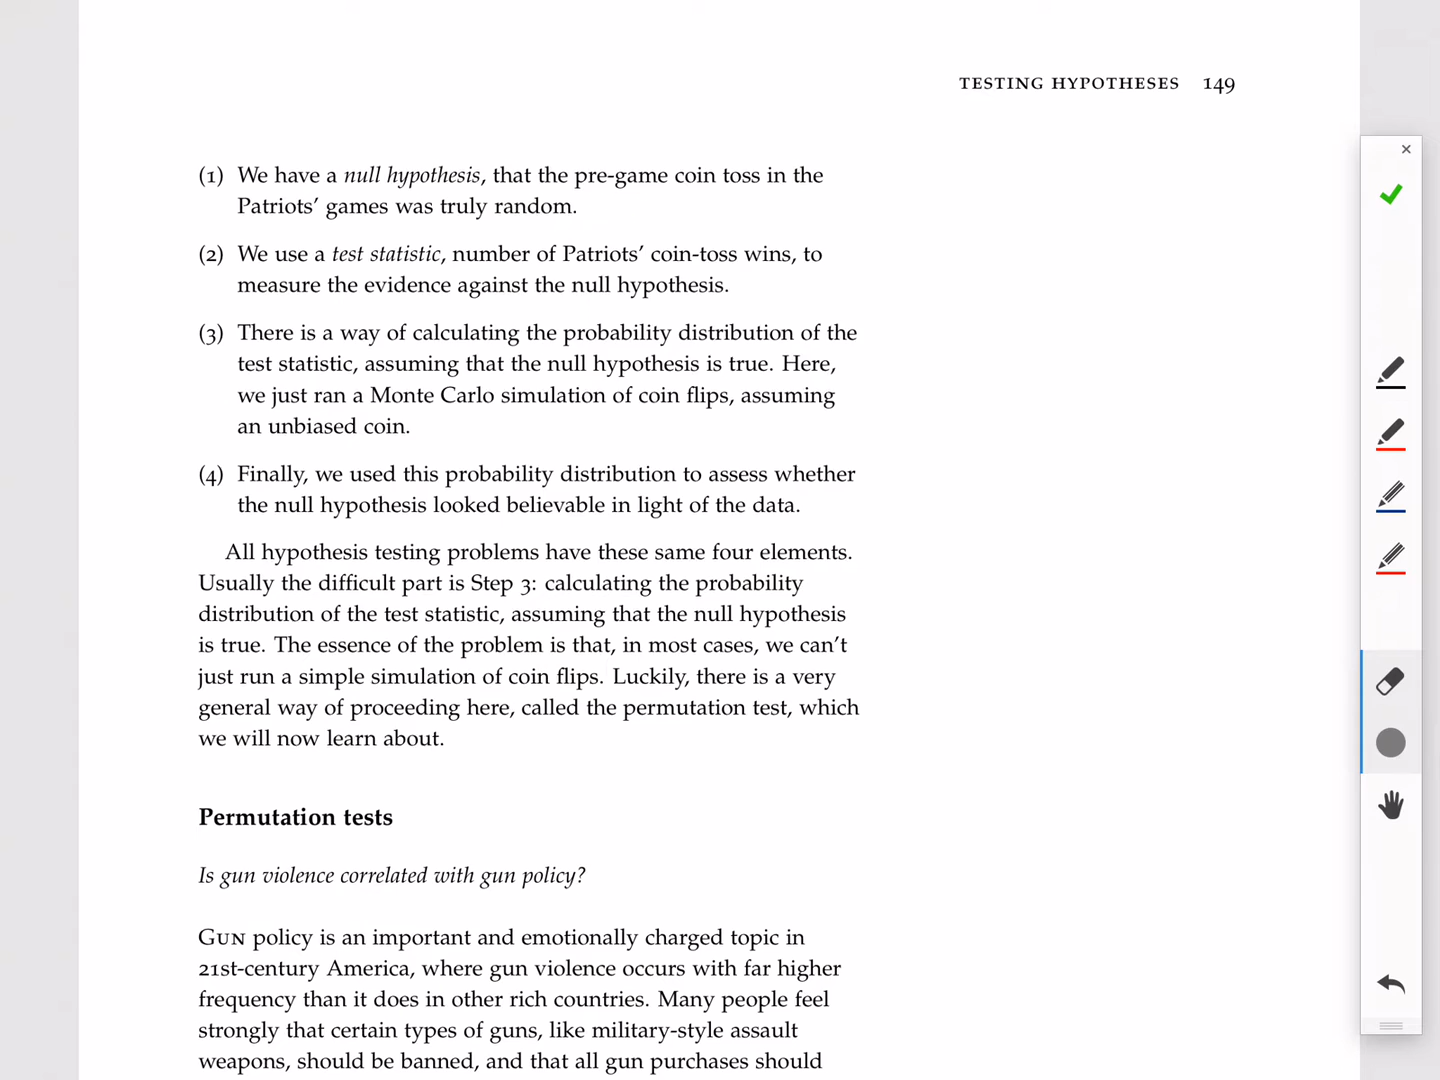 TESTING HYPOTHESES 149
(1) We have a null hypothesis, that the pre-game coin toss in the
Patriots’ games was truly random.
(2) We use a test statistic, number of Patriots’ coin-toss wins, to
measure the evidence against the null hypothesis.
(3) There is a way of calculating the probability distribution of the
test statistic, assuming that the null hypothesis is true. Here,
we just ran a Monte Carlo simulation of coin flips, assuming
an unbiased coin.
(4) Finally, we used this probability distribution to assess whether
the null hypothesis looked believable in light of the data.
All hypothesis testing problems have these same four elements.
Usually the difficult part is Step 3: calculating the probability
distribution of the test statistic, assuming that the null hypothesis
is true. The essence of the problem is that, in most cases, we can’t
just run a simple simulation of coin flips. Luckily, there is a very
general way of proceeding here, called the permutation test, which
we will now learn about.
Permutation tests
Is gun violence correlated with gun policy?
Gun policy is an important and emotionally charged topic in
21st-century America, where gun violence occurs with far higher
frequency than it does in other rich countries. Many people feel
strongly that certain types of guns, like military-style assault
weapons, should be banned, and that all gun purchases should